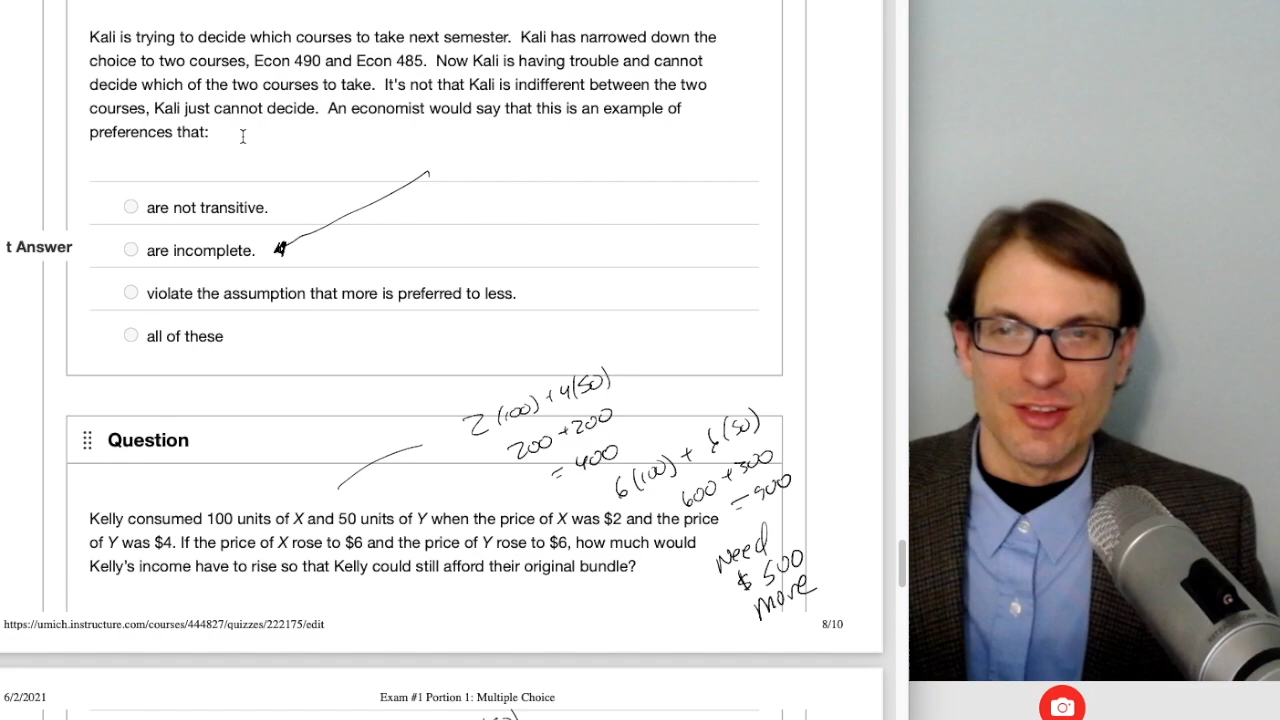 Kali is trying to decide which courses to take next semester.  Kali has narrowed down the
choice to two courses, Econ 490 and Econ 485.  Now Kali is having trouble and cannot
decide which of the two courses to take.  It's not that Kali is indifferent between the two
courses, Kali just cannot decide.  An economist would say that this is an example of
preferences that:
are not transitive.
t Answer
are incomplete.
violate the assumption that more is preferred to less.
all of these
2(100) + 4(50)
200 + 200
= 400
6(100) + 6(50)
600 + 300
= 900
Question
Kelly consumed 100 units of X and 50 units of Y when the price of X was $2 and the price
of Y was $4. If the price of X rose to $6 and the price of Y rose to $6, how much would
Kelly's income have to rise so that Kelly could still afford their original bundle?
need
$ 500
more
https://umich.instructure.com/courses/444827/quizzes/222175/edit
8/10
6/2/2021
Exam #1 Portion 1: Multiple Choice